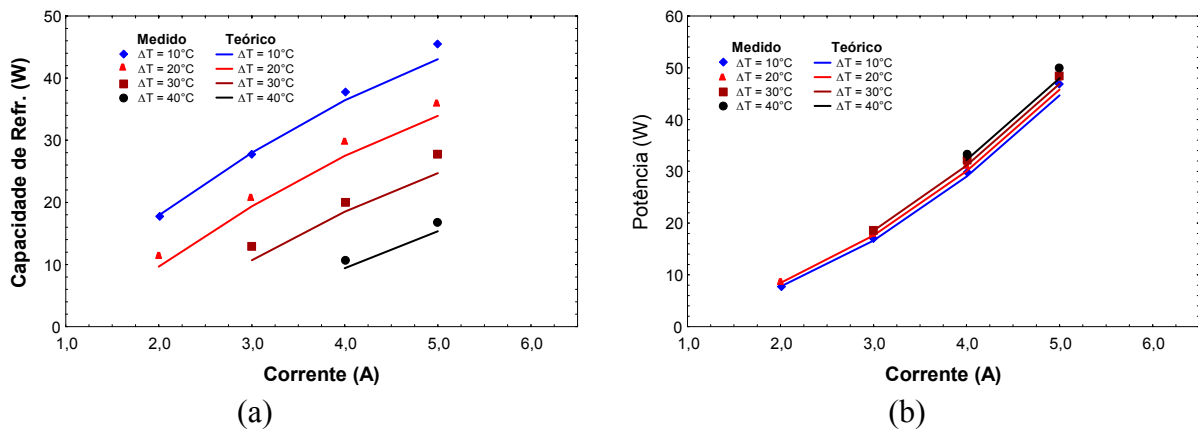 Capacidade de Refr. (W)
50
40
30
20
10
0
Medido Teórico
ΔT = 10°C ΔT = 10°C
ΔT = 20°C ΔT = 20°C
ΔT = 30°C ΔT = 30°C
ΔT = 40°C ΔT = 40°C
1,0 2,0 3,0 4,0 5,0 6,0
Corrente (A)
(a)
Potência (W)
60
50
40
30
20
10
0
Medido Teórico
ΔT = 10°C ΔT = 10°C
ΔT = 20°C ΔT = 20°C
ΔT = 30°C ΔT = 30°C
ΔT = 40°C ΔT = 40°C
1,0 2,0 3,0 4,0 5,0 6,0
Corrente (A)
(b)